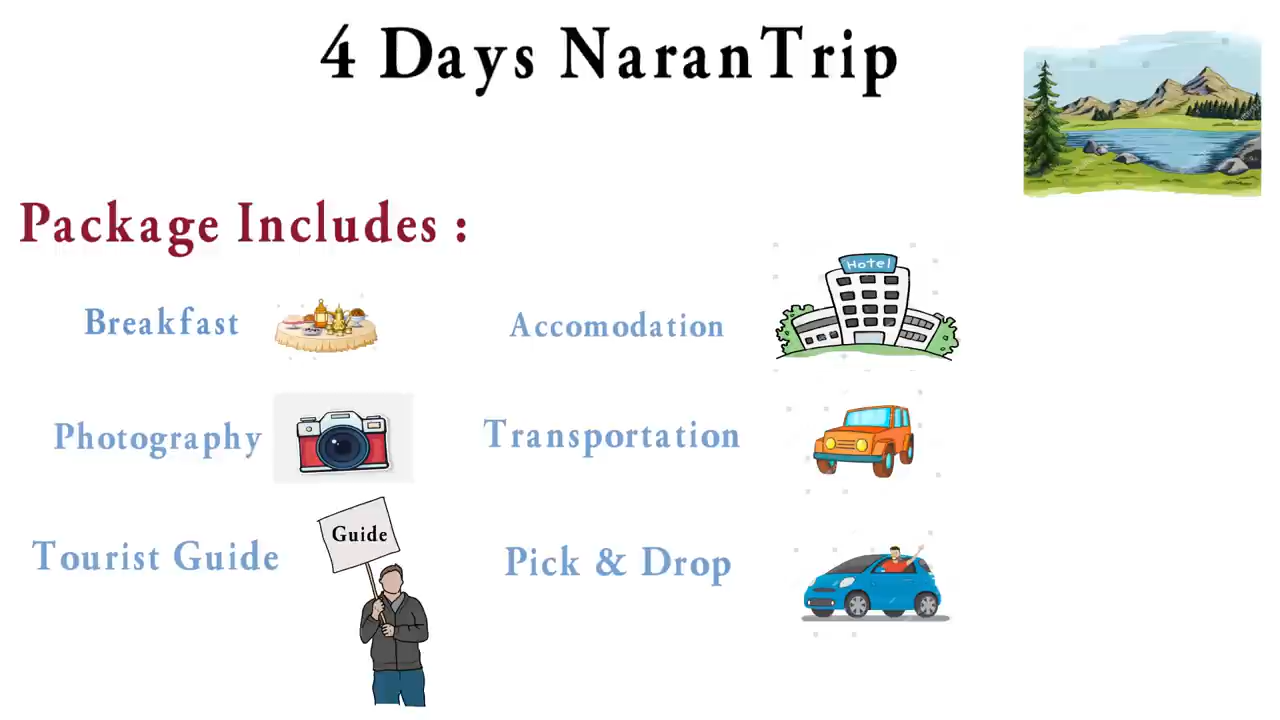 4 Days NaranTrip
Package Includes :
Breakfast
Accomodation
Hotel
Photography
Transportation
Guide
Tourist Guide
Pick & Drop